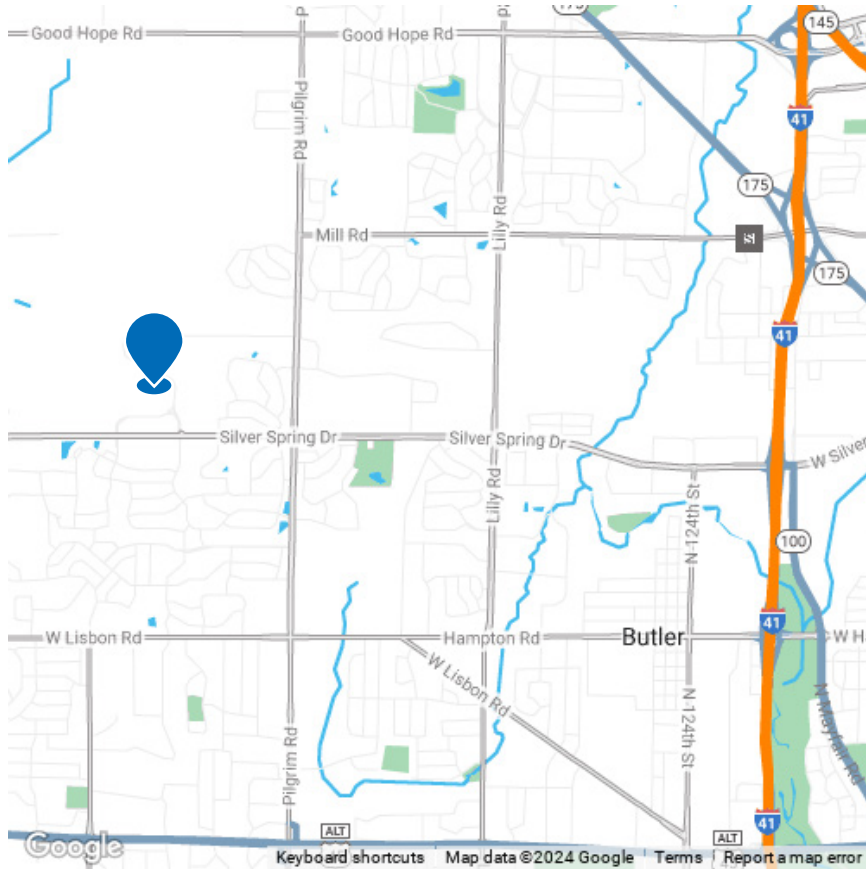 175
145
Good Hope Rd
Good Hope Rd
Pilgrim Rd
41
175
Lilly Rd
Mill Rd
175
41
Silver Spring Dr
Silver Spring Dr
W Silver
Lilly Rd
N 124th St
100
41
W Lisbon Rd
Hampton Rd
Butler
W H
W Lisbon Rd
N 124th St
N Mayfair Rd
Pilgrim Rd
41
ALT
ALT
Google
Keyboard shortcuts
Map data ©2024 Google
Terms
Report a map error